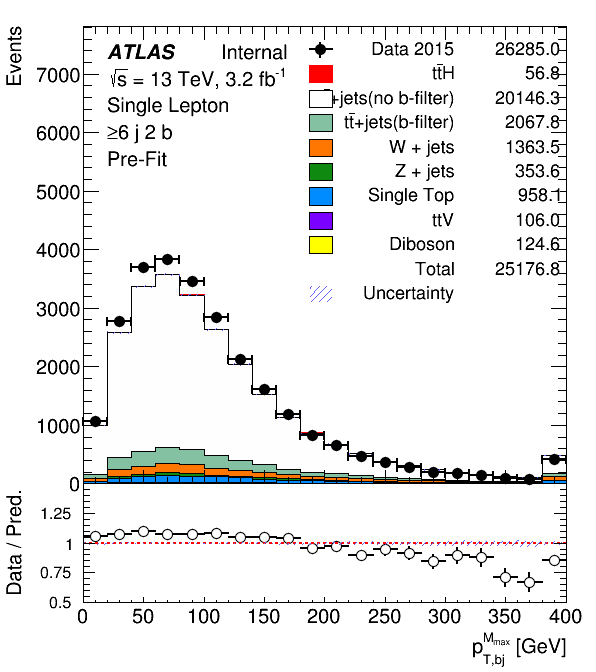 Events
ATLAS Internal
√s = 13 TeV, 3.2 fb⁻¹
Single Lepton
≥6 j 2 b
Pre-Fit
Data 2015 26285.0
tt̄H 56.8
+jets(no b-filter) 20146.3
tt̄+jets(b-filter) 2067.8
W + jets 1363.5
Z + jets 353.6
Single Top 958.1
ttV 106.0
Diboson 124.6
Total 25176.8
Uncertainty
7000
6000
5000
4000
3000
2000
1000
0
Data / Pred.
1.25
1
0.75
0.5
0 50 100 150 200 250 300 350 400
p_{T,bj}^{M_{max}} [GeV]